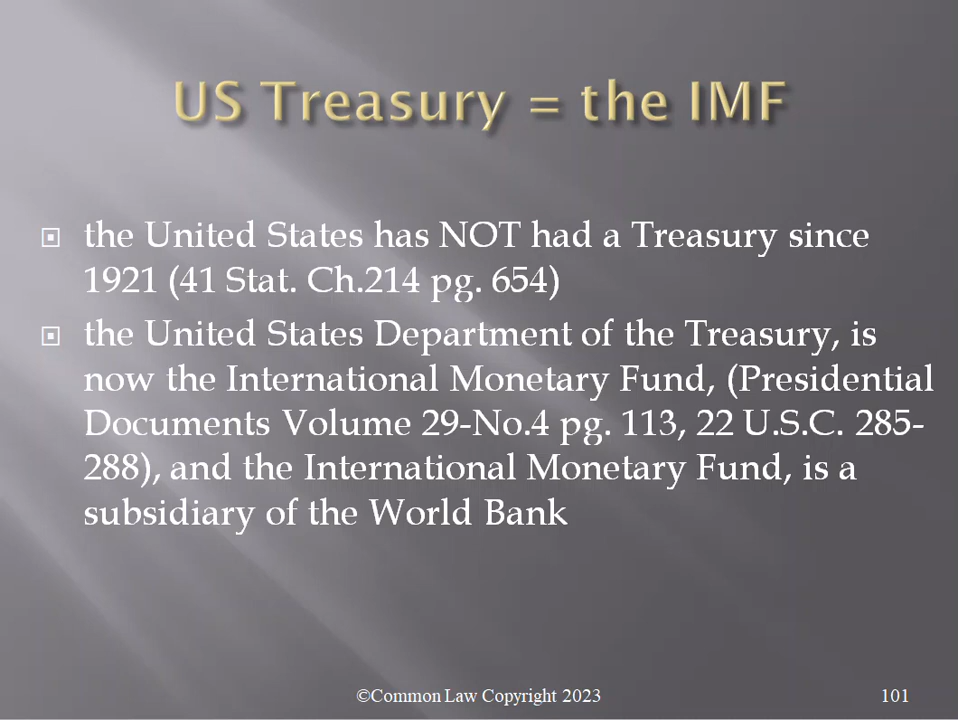 US Treasury = the IMF
the United States has NOT had a Treasury since
1921 (41 Stat. Ch.214 pg. 654)
the United States Department of the Treasury, is
now the International Monetary Fund, (Presidential
Documents Volume 29-No.4 pg. 113, 22 U.S.C. 285-
288), and the International Monetary Fund, is a
subsidiary of the World Bank
©Common Law Copyright 2023
101